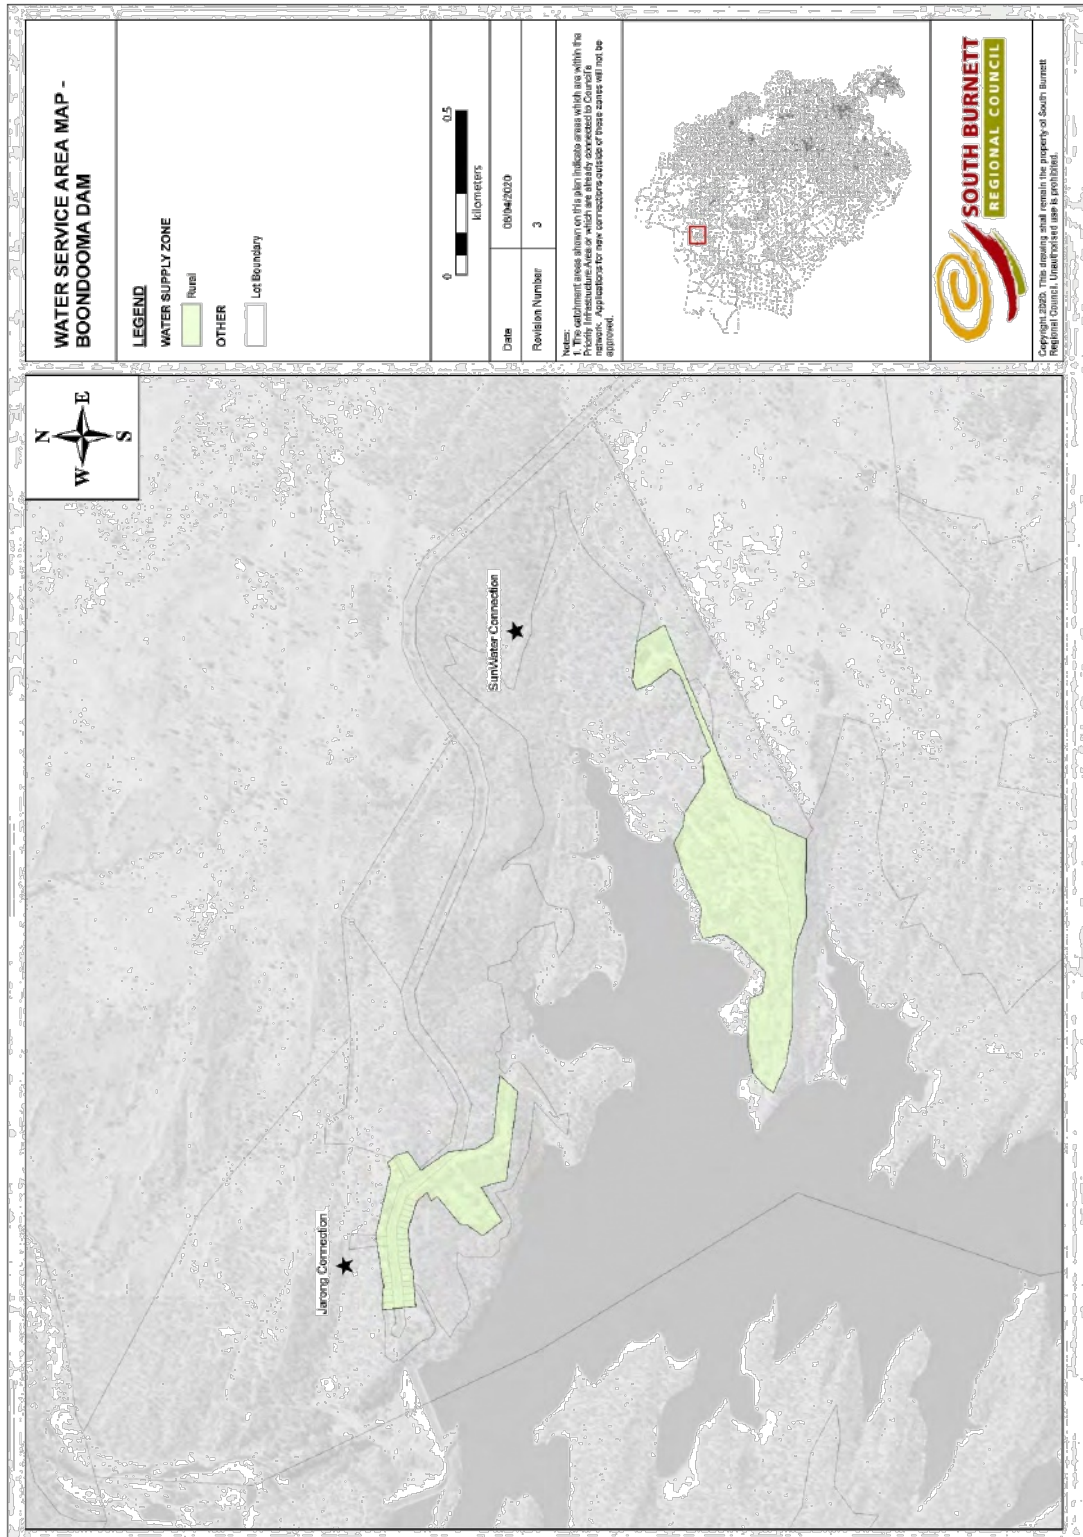 WATER SERVICE AREA MAP -
BOONDOOMA DAM
LEGEND
WATER SUPPLY ZONE
Rural
OTHER
Lot Boundary
0 0.5
kilometers
Date 08/04/2020
Revision Number 3
Notes:
1. The catchment areas shown on this plan indicate areas which are within the
Priority Infrastructure Area or which are already connected to Council's
network. Applications for new connections outside of these zones will not be
approved.
SOUTH BURNETT
REGIONAL COUNCIL
Copyright 2020. This drawing shall remain the property of South Burnett
Regional Council. Unauthorised use is prohibited.
N
W E
S
SunWater Connection
Jarong Connection